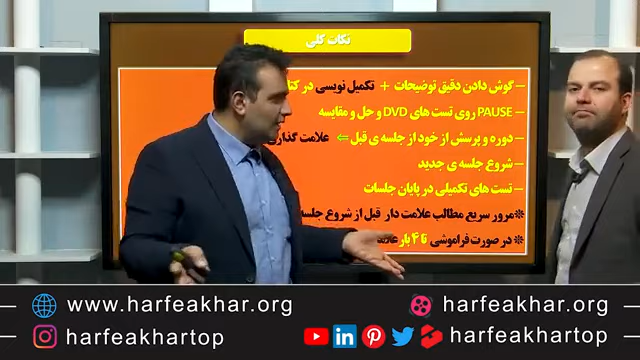 نکات کلی
– گوش دادن دقیق توضیحات + تکمیل نویسی در
– PAUSE روی تست های DVD و حل و مقایسه
– دوره و پرسش از خود از جلسه ی قبل ⇐ علامت گذاری
– شروع جلسه ی جدید
– تست های تکمیلی در پایان جلسات
*مرور سریع مطالب علامت دار قبل از شروع جلسه
* در صورت فراموشی تا ۴ بار
www.harfeakhar.org
harfeakhar.org
harfeakhartop
harfeakhartop